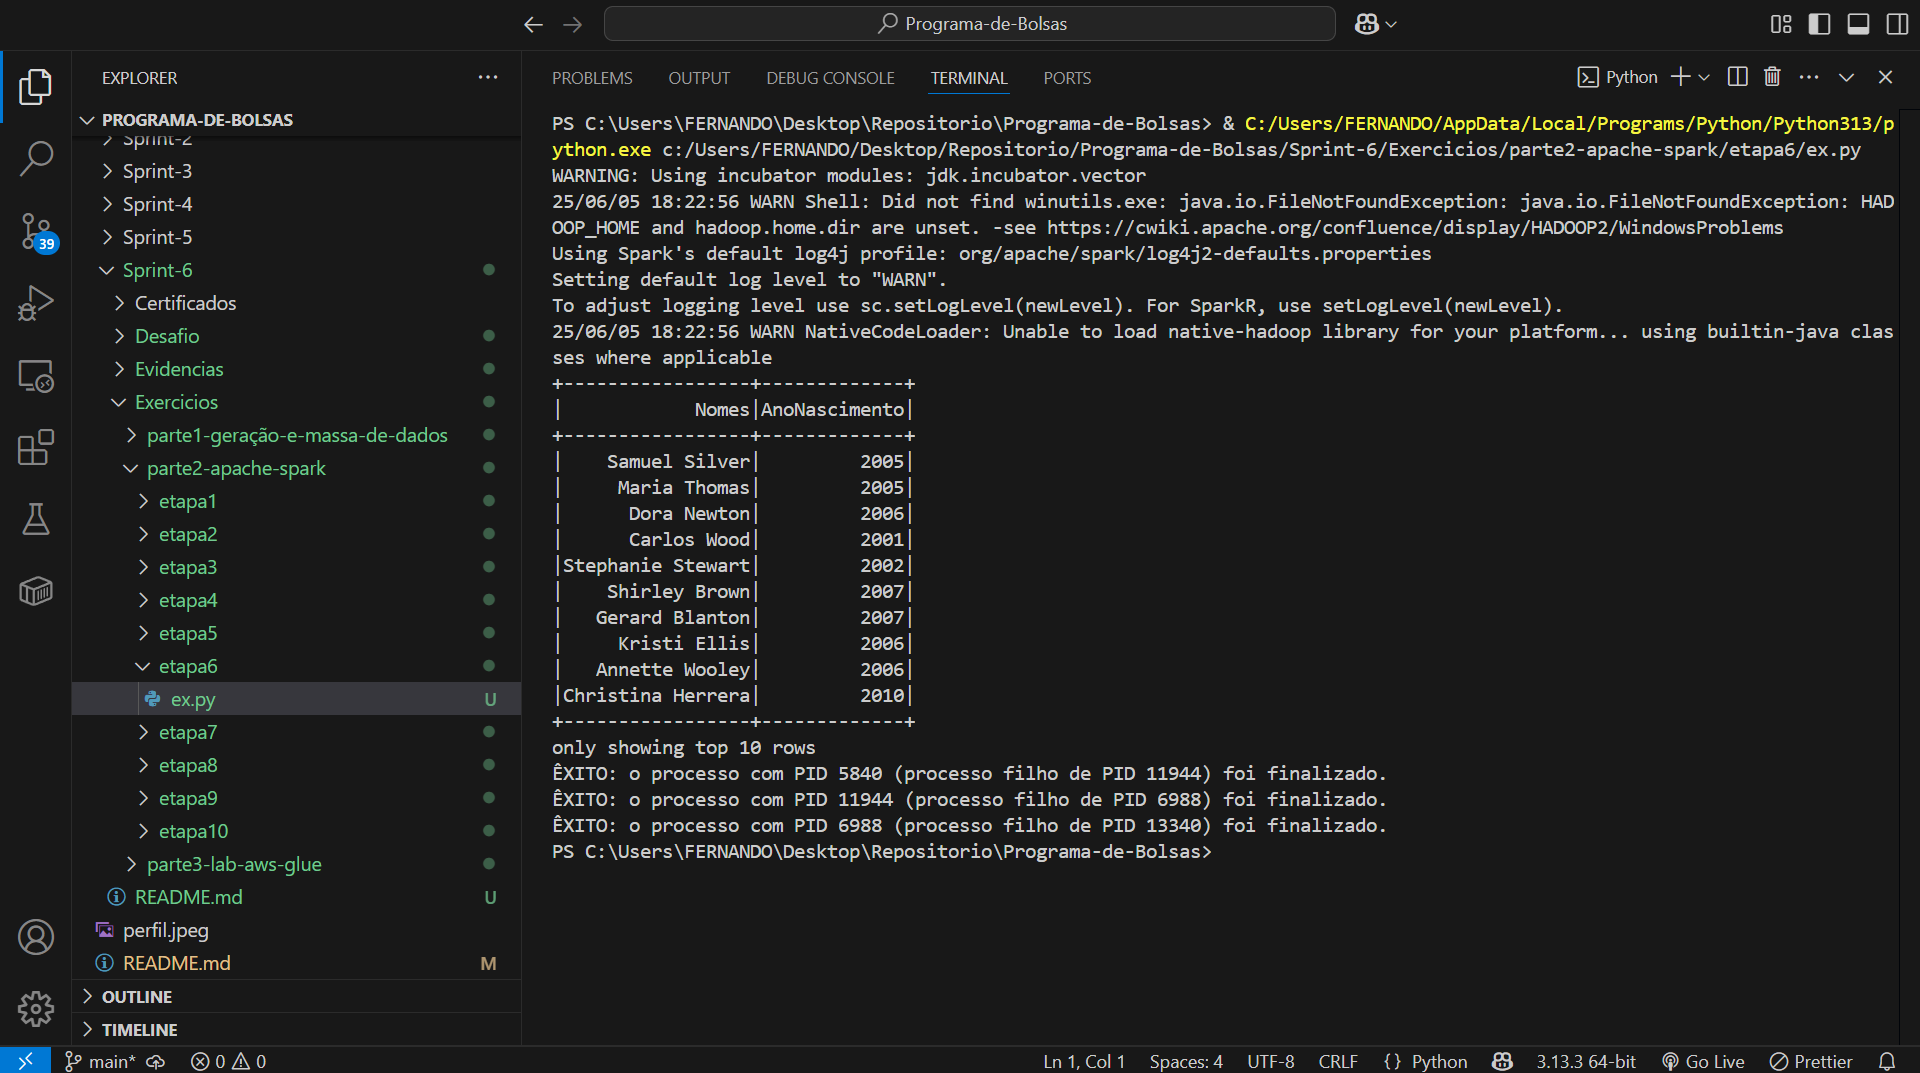 Programa-de-Bolsas
EXPLORER
PROGRAMA-DE-BOLSAS
Sprint-2
Sprint-3
Sprint-4
Sprint-5
Sprint-6
Certificados
Desafio
Evidencias
Exercicios
parte1-geração-e-massa-de-dados
parte2-apache-spark
etapa1
etapa2
etapa3
etapa4
etapa5
etapa6
ex.py U
etapa7
etapa8
etapa9
etapa10
parte3-lab-aws-glue
README.md U
perfil.jpeg
README.md M
OUTLINE
TIMELINE
39
PROBLEMS OUTPUT DEBUG CONSOLE TERMINAL PORTS
Python
PS C:\Users\FERNANDO\Desktop\Repositorio\Programa-de-Bolsas> & C:/Users/FERNANDO/AppData/Local/Programs/Python/Python313/p
ython.exe c:/Users/FERNANDO/Desktop/Repositorio/Programa-de-Bolsas/Sprint-6/Exercicios/parte2-apache-spark/etapa6/ex.py
WARNING: Using incubator modules: jdk.incubator.vector
25/06/05 18:22:56 WARN Shell: Did not find winutils.exe: java.io.FileNotFoundException: java.io.FileNotFoundException: HAD
OOP_HOME and hadoop.home.dir are unset. -see https://cwiki.apache.org/confluence/display/HADOOP2/WindowsProblems
Using Spark's default log4j profile: org/apache/spark/log4j2-defaults.properties
Setting default log level to "WARN".
To adjust logging level use sc.setLogLevel(newLevel). For SparkR, use setLogLevel(newLevel).
25/06/05 18:22:56 WARN NativeCodeLoader: Unable to load native-hadoop library for your platform... using builtin-java clas
ses where applicable
+-----------------+-------------+
|            Nomes|AnoNascimento|
+-----------------+-------------+
|    Samuel Silver|         2005|
|     Maria Thomas|         2005|
|      Dora Newton|         2006|
|      Carlos Wood|         2001|
|Stephanie Stewart|         2002|
|    Shirley Brown|         2007|
|   Gerard Blanton|         2007|
|     Kristi Ellis|         2006|
|   Annette Wooley|         2006|
|Christina Herrera|         2010|
+-----------------+-------------+
only showing top 10 rows
ÊXITO: o processo com PID 5840 (processo filho de PID 11944) foi finalizado.
ÊXITO: o processo com PID 11944 (processo filho de PID 6988) foi finalizado.
ÊXITO: o processo com PID 6988 (processo filho de PID 13340) foi finalizado.
PS C:\Users\FERNANDO\Desktop\Repositorio\Programa-de-Bolsas>
main* 0 0 Ln 1, Col 1 Spaces: 4 UTF-8 CRLF {} Python 3.13.3 64-bit Go Live Prettier